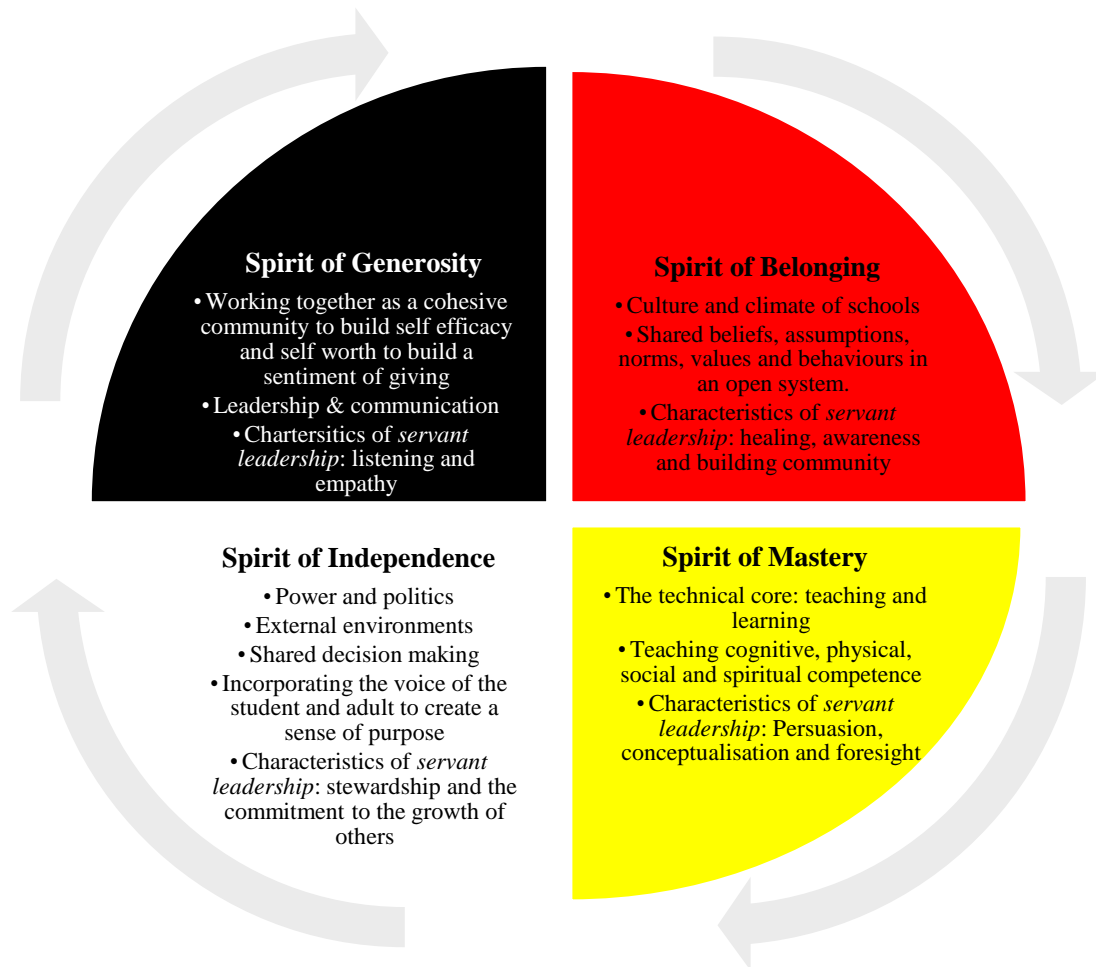 Spirit of Generosity
• Working together as a cohesive
community to build self efficacy
and self worth to build a
sentiment of giving
• Leadership & communication
• Chartersitics of servant
leadership: listening and
empathy
Spirit of Belonging
• Culture and climate of schools
• Shared beliefs, assumptions,
norms, values and behaviours in
an open system.
• Characteristics of servant
leadership: healing, awareness
and building community
Spirit of Independence
• Power and politics
• External environments
• Shared decision making
• Incorporating the voice of the
student and adult to create a
sense of purpose
• Characteristics of servant
leadership: stewardship and the
commitment to the growth of
others
Spirit of Mastery
• The technical core: teaching and
learning
• Teaching cognitive, physical,
social and spiritual competence
• Characteristics of servant
leadership: Persuasion,
conceptualisation and foresight